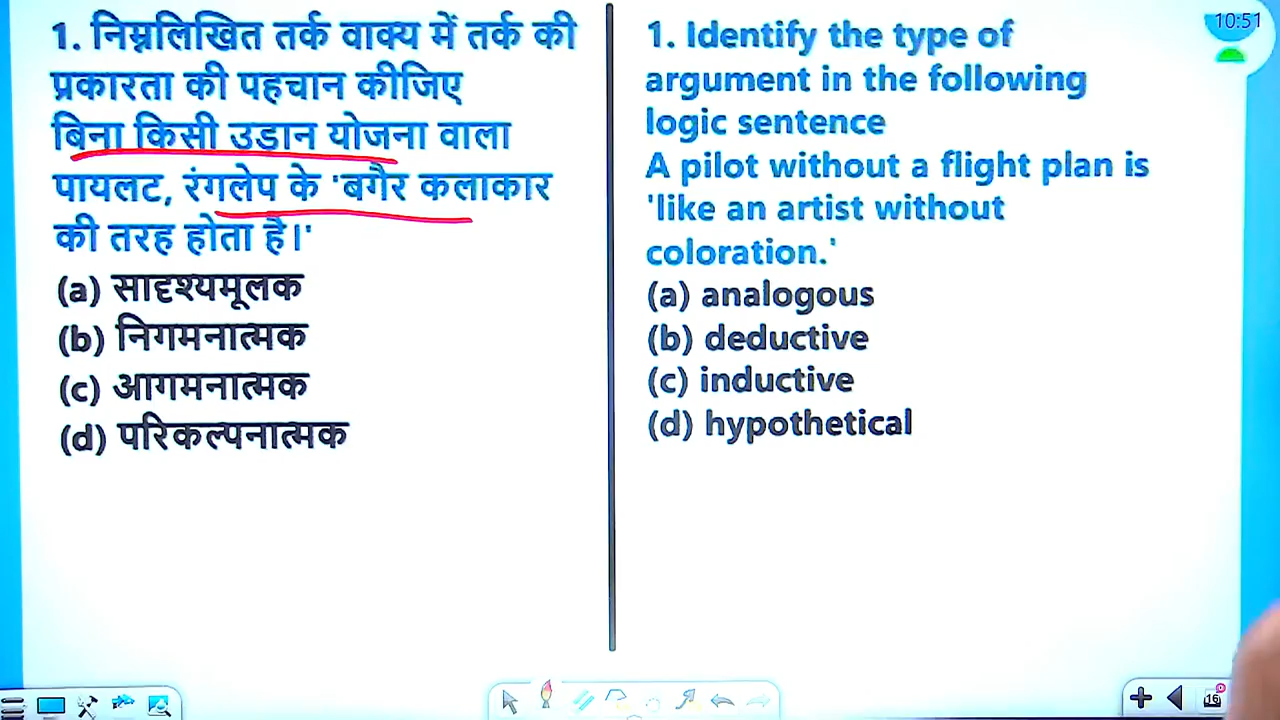 1. निम्नलिखित तर्क वाक्य में तर्क की
प्रकारता की पहचान कीजिए
बिना किसी उडान योजना वाला
पायलट, रंगलेप के 'बगैर कलाकार
की तरह होता है।'
(a) सादृश्यमूलक
(b) निगमनात्मक
(c) आगमनात्मक
(d) परिकल्पनात्मक
1. Identify the type of
argument in the following
logic sentence
A pilot without a flight plan is
'like an artist without
coloration.'
(a) analogous
(b) deductive
(c) inductive
(d) hypothetical
10:51
16